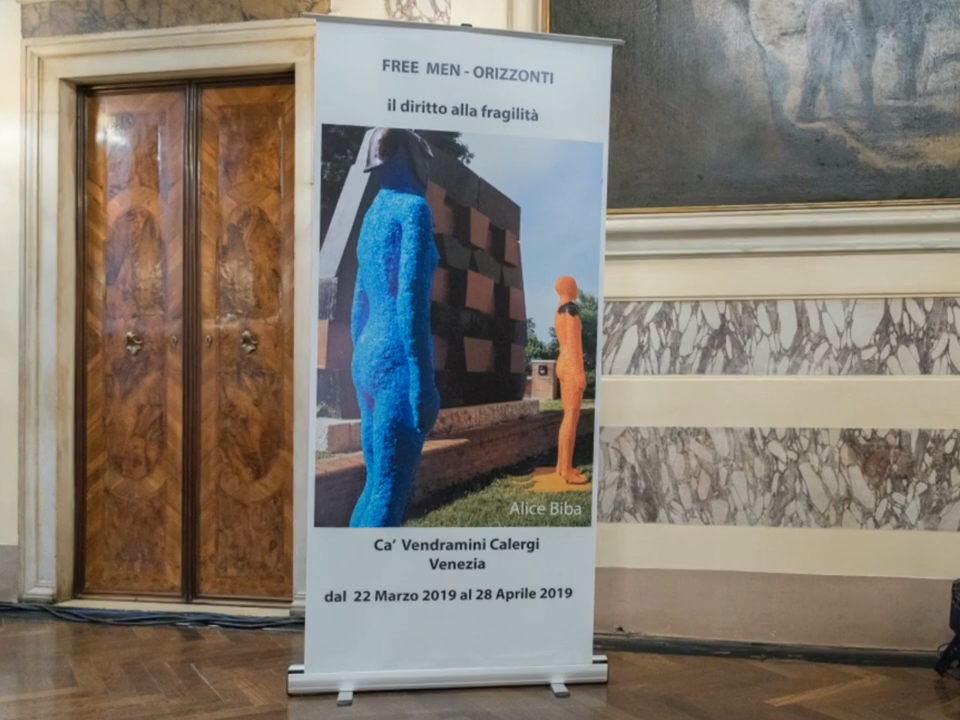 FREE MEN - ORIZZONTI
il diritto alla fragilità
Alice Biba
Ca' Vendramini Calergi
Venezia
dal 22 Marzo 2019 al 28 Aprile 2019